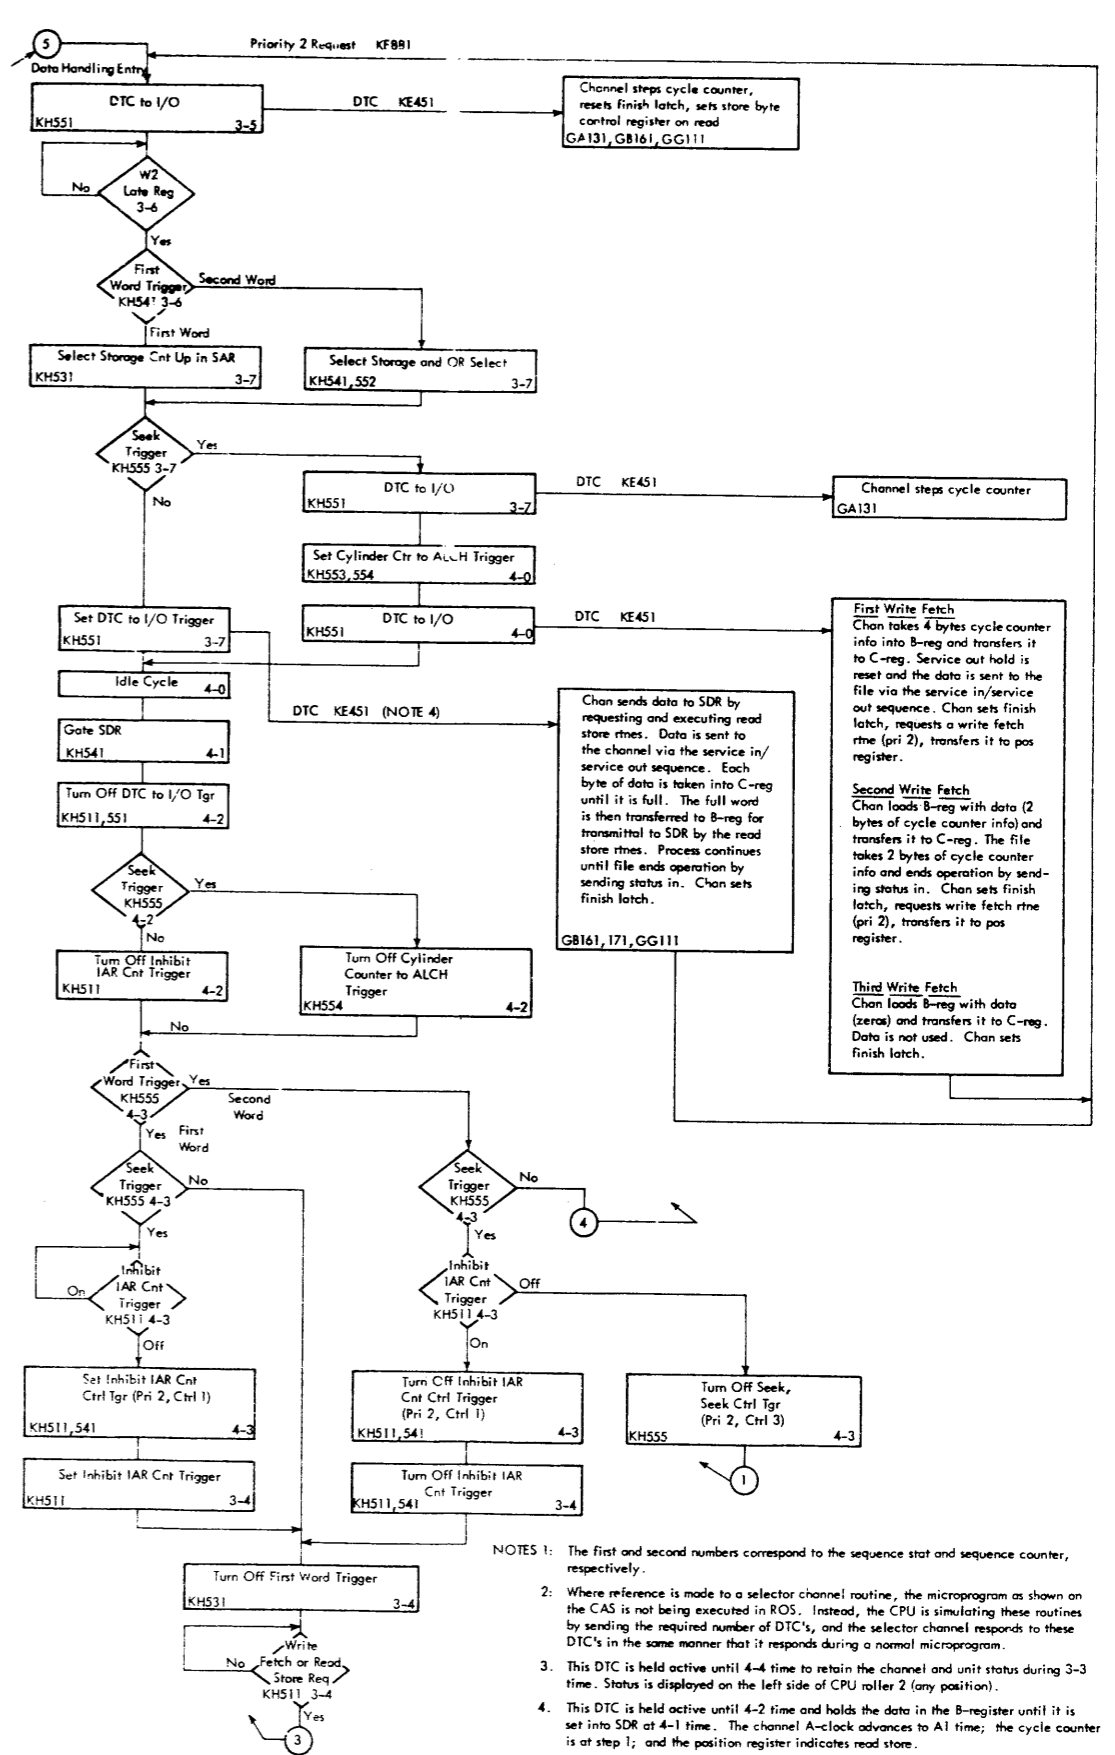 5
Priority 2 Request KF881
Data Handling Entry
DTC to I/O
KH551 3-5
DTC KE451
Channel steps cycle counter,
resets finish latch, sets store byte
control register on read
GA131, GB161, GG111
W2
Late Reg
3-6
No
Yes
First
Word Trigger
KH541 3-6
Second Word
First Word
Select Storage Cnt Up in SAR
KH531 3-7
Select Storage and OR Select
KH541, 552 3-7
Seek
Trigger
KH555 3-7
Yes
No
DTC to I/O
KH551 3-7
DTC KE451
Channel steps cycle counter
GA131
Set Cylinder Ctr to ALCH Trigger
KH553, 554 4-0
Set DTC to I/O Trigger
KH551 3-7
DTC to I/O
KH551 4-0
DTC KE451
First Write Fetch
Chan takes 4 bytes cycle counter
info into B-reg and transfers it
to C-reg. Service out hold is
reset and the data is sent to the
file via the service in/service
out sequence. Chan sets finish
latch, requests a write fetch
rtne (pri 2), transfers it to pos
register.
Second Write Fetch
Chan loads B-reg with data (2
bytes of cycle counter info) and
transfers it to C-reg. The file
takes 2 bytes of cycle counter
info and ends operation by send-
ing status in. Chan sets finish
latch, requests write fetch rtne
(pri 2), transfers it to pos
register.
Third Write Fetch
Chan loads B-reg with data
(zeros) and transfers it to C-reg.
Data is not used. Chan sets
finish latch.
Idle Cycle 4-0
DTC KE451 (NOTE 4)
Chan sends data to SDR by
requesting and executing read
store rtnes. Data is sent to
the channel via the service in/
service out sequence. Each
byte of data is taken into C-reg
until it is full. The full word
is then transferred to B-reg for
transmittal to SDR by the read
store rtnes. Process continues
until file ends operation by
sending status in. Chan sets
finish latch.
GB161, 171, GG111
Gate SDR
KH541 4-1
Turn Off DTC to I/O Tgr
KH511, 551 4-2
Seek
Trigger
KH555
4-2
Yes
No
Turn Off Inhibit
IAR Cnt Trigger
KH511 4-2
Turn Off Cylinder
Counter to ALCH
Trigger
KH554 4-2
No
First
Word Trigger
KH555
4-3
Yes
Second
Word
Yes First
Word
Seek
Trigger
KH555 4-3
No
Yes
Seek
Trigger
KH555
4-3
No
4
Yes
Inhibit
IAR Cnt
Trigger
KH511 4-3
On
Off
Inhibit
IAR Cnt
Trigger
KH511 4-3
Off
On
Set Inhibit IAR Cnt
Ctrl Tgr (Pri 2, Ctrl 1)
KH511, 541 4-3
Turn Off Inhibit IAR
Cnt Ctrl Trigger
(Pri 2, Ctrl 1)
KH511, 541 4-3
Turn Off Seek,
Seek Ctrl Tgr
(Pri 2, Ctrl 3)
KH555 4-3
1
Set Inhibit IAR Cnt Trigger
KH511 3-4
Turn Off Inhibit IAR
Cnt Trigger
KH511, 541 3-4
Turn Off First Word Trigger
KH531 3-4
Write
Fetch or Read
Store Req
KH511 3-4
No
Yes
3
NOTES 1: The first and second numbers correspond to the sequence stat and sequence counter,
respectively.
2: Where reference is made to a selector channel routine, the microprogram as shown on
the CAS is not being executed in ROS. Instead, the CPU is simulating these routines
by sending the required number of DTC's, and the selector channel responds to these
DTC's in the same manner that it responds during a normal microprogram.
3. This DTC is held active until 4-4 time to retain the channel and unit status during 3-3
time. Status is displayed on the left side of CPU roller 2 (any position).
4. This DTC is held active until 4-2 time and holds the data in the B-register until it is
set into SDR at 4-1 time. The channel A-clock advances to A1 time; the cycle counter
is at step 1; and the position register indicates read store.